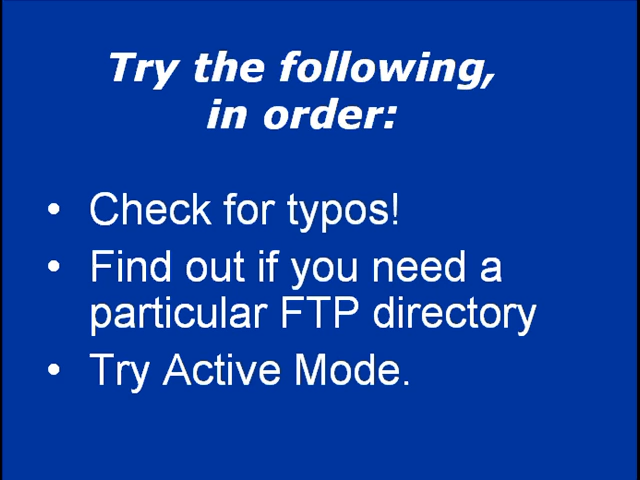 Try the following,
in order:
• Check for typos!
• Find out if you need a
particular FTP directory
• Try Active Mode.